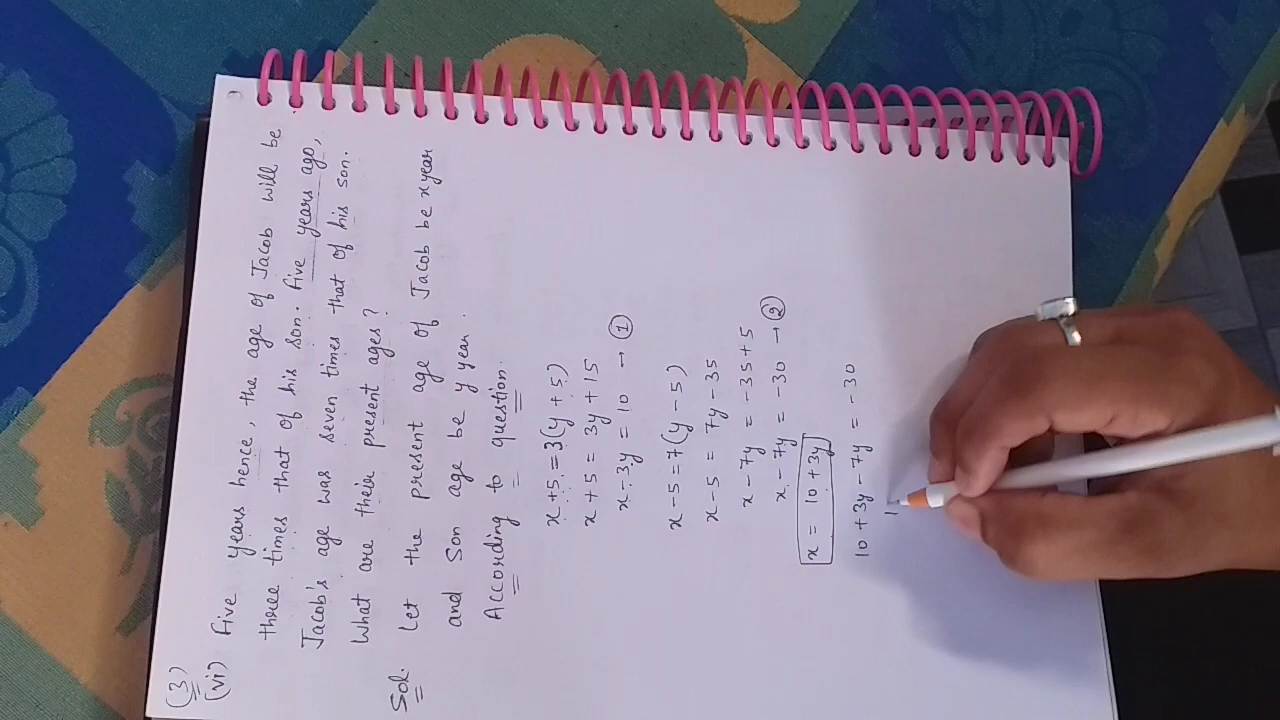 (3)
(vi) Five years hence, the age of Jacob will be
three times that of his son. Five years ago,
Jacob's age was seven times that of his son.
What are their present ages?
Sol. Let the present age of Jacob be x year
and Son age be y year.
According to question.
x+5=3(y+5)
x+5=3y+15
x-3y=10 → ①
x-5=7(y-5)
x-5=7y-35
x-7y=-35+5
x-7y=-30 → ②
x=10+3y
10+3y-7y=-30
1